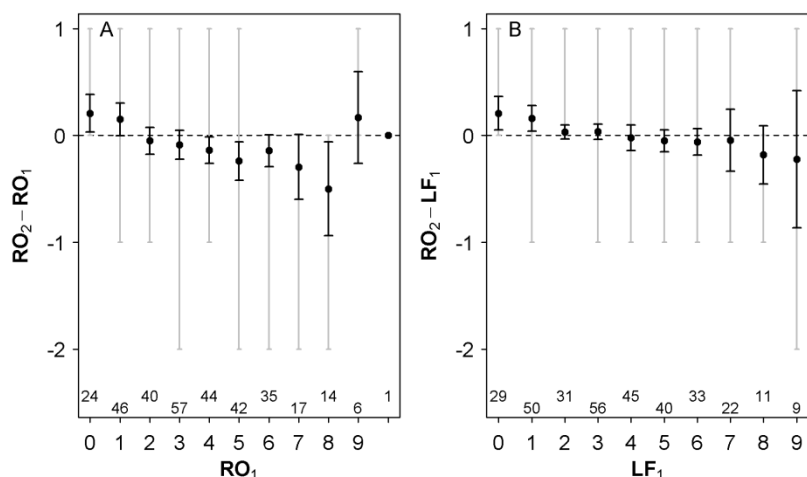 A
1
0
-1
-2
RO₂ − RO₁
24 46 40 57 44 42 35 17 14 6 1
0 1 2 3 4 5 6 7 8 9
RO₁
B
1
0
-1
-2
RO₂ − LF₁
29 50 31 56 45 40 33 22 11 9
0 1 2 3 4 5 6 7 8 9
LF₁